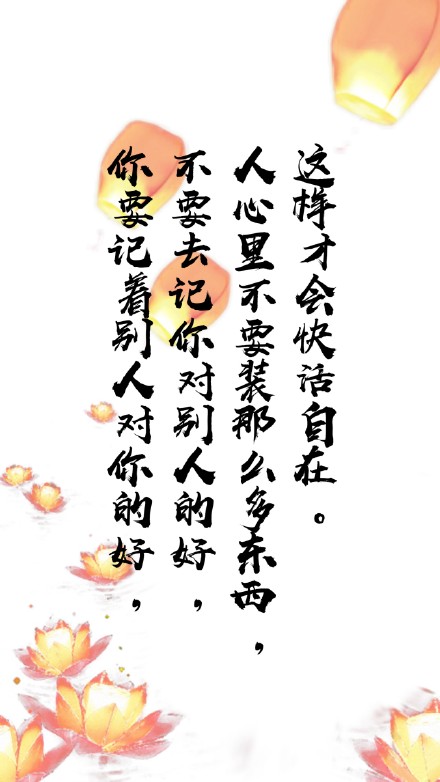 你要记着别人对你的好，
不要去记你对别人的好，
人心里不要装那么多东西，
这样才会快活自在。